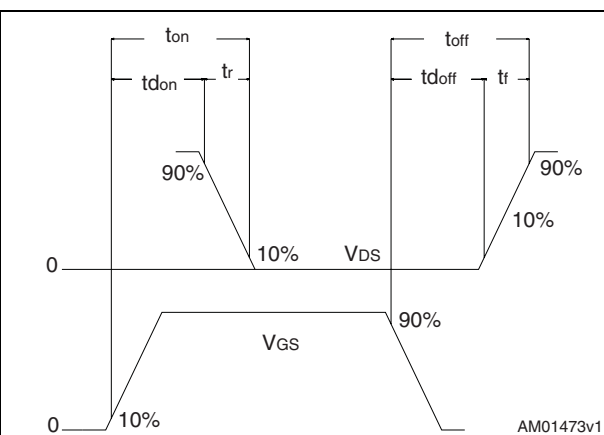 ton toff
tdon tr tdoff tf
90% 90%
10%
0 10% VDS
90%
VGS
0 10%
AM01473v1